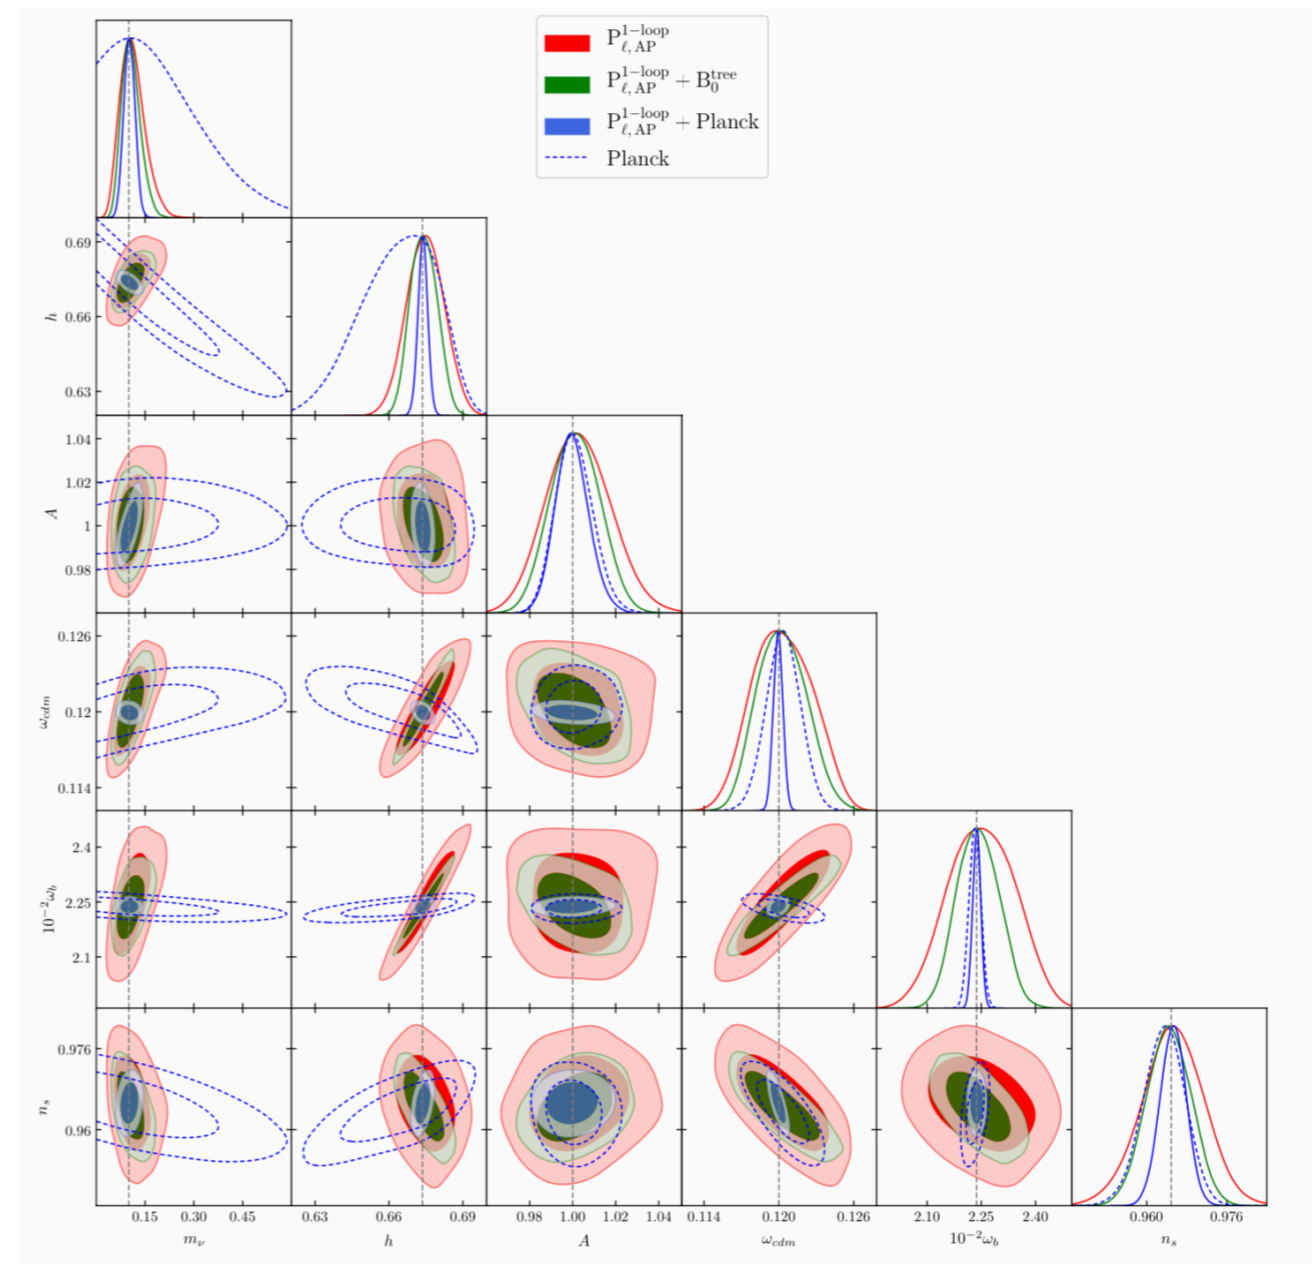 P^{1−loop}_{ℓ, AP}
P^{1−loop}_{ℓ, AP} + B^{tree}_0
P^{1−loop}_{ℓ, AP} + Planck
Planck
0.69
h 0.66
0.63
1.04
1.02
A
1
0.98
0.126
ω_{cdm} 0.12
0.114
2.4
10^{−2}ω_b 2.25
2.1
0.976
n_s
0.96
0.15 0.30 0.45 0.63 0.66 0.69 0.98 1.00 1.02 1.04 0.114 0.120 0.126 2.10 2.25 2.40 0.960 0.976
m_ν h A ω_{cdm} 10^{−2}ω_b n_s